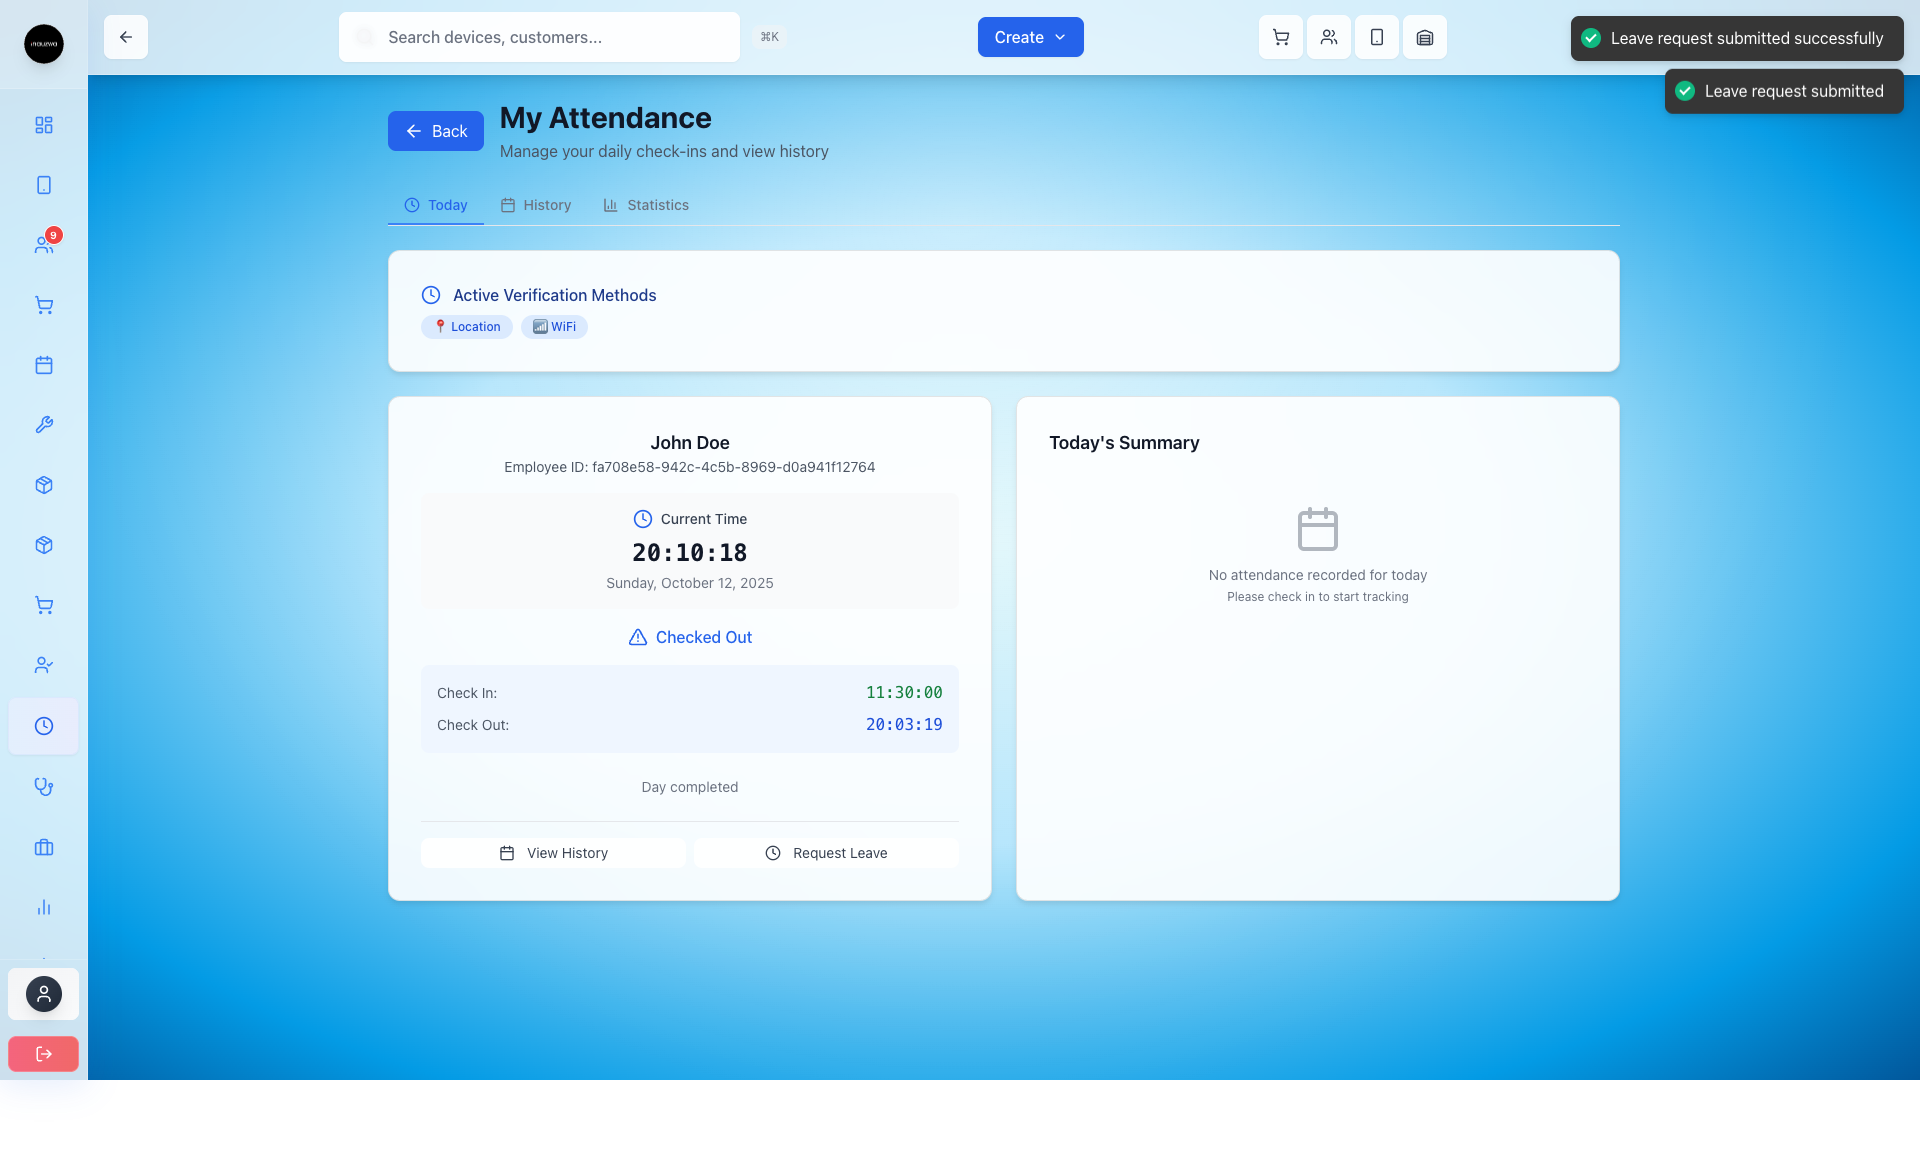 Search devices, customers...
⌘K
Create
Leave request submitted successfully
Leave request submitted
9
Back
My Attendance
Manage your daily check-ins and view history
Today
History
Statistics
Active Verification Methods
📍 Location
📶 WiFi
John Doe
Employee ID: fa708e58-942c-4c5b-8969-d0a941f12764
Current Time
20:10:18
Sunday, October 12, 2025
Checked Out
Check In: 11:30:00
Check Out: 20:03:19
Day completed
View History
Request Leave
Today's Summary
No attendance recorded for today
Please check in to start tracking